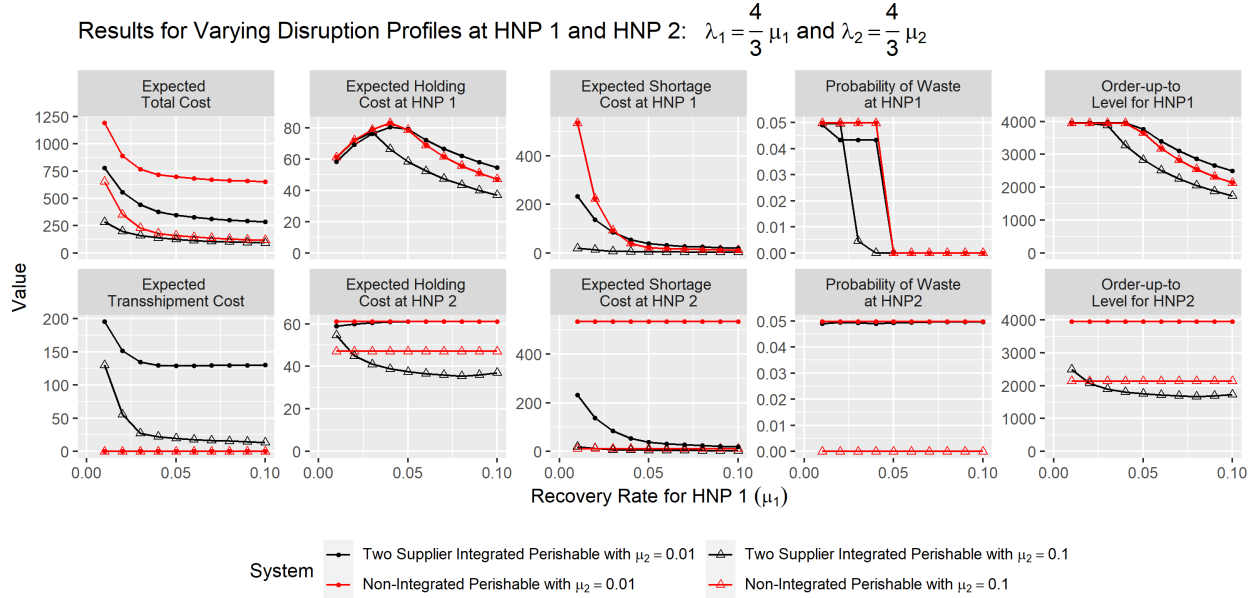 Results for Varying Disruption Profiles at HNP 1 and HNP 2: λ₁ = 4/3 μ₁ and λ₂ = 4/3 μ₂
Expected
Total Cost
Expected Holding
Cost at HNP 1
Expected Shortage
Cost at HNP 1
Probability of Waste
at HNP1
Order-up-to
Level for HNP1
1250
1000
750
500
250
0
80
60
40
20
0
400
200
0
0.05
0.04
0.03
0.02
0.01
0.00
4000
3000
2000
1000
0
Value
Expected
Transshipment Cost
Expected Holding
Cost at HNP 2
Expected Shortage
Cost at HNP 2
Probability of Waste
at HNP2
Order-up-to
Level for HNP2
200
150
100
50
0
60
40
20
0
400
200
0
0.05
0.04
0.03
0.02
0.01
0.00
4000
3000
2000
1000
0
0.00 0.05 0.10
0.00 0.05 0.10
0.00 0.05 0.10
0.00 0.05 0.10
0.00 0.05 0.10
Recovery Rate for HNP 1 (μ₁)
System
Two Supplier Integrated Perishable with μ₂ = 0.01
Two Supplier Integrated Perishable with μ₂ = 0.1
Non-Integrated Perishable with μ₂ = 0.01
Non-Integrated Perishable with μ₂ = 0.1